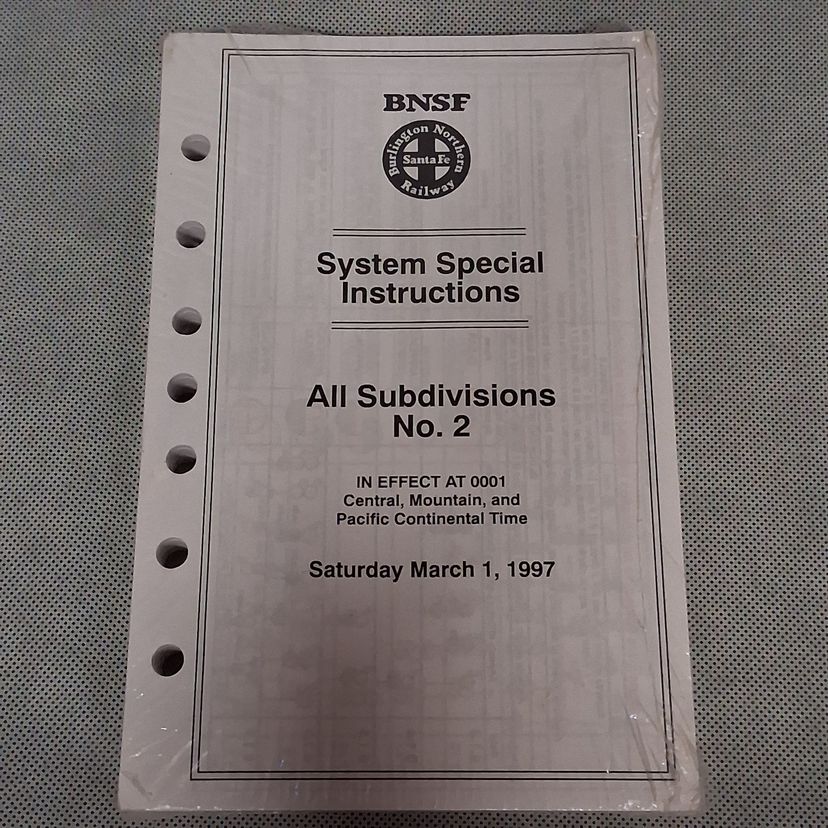 BNSF
Burlington Northern
Santa Fe
Railway
System Special
Instructions
All Subdivisions
No. 2
IN EFFECT AT 0001
Central, Mountain, and
Pacific Continental Time
Saturday March 1, 1997